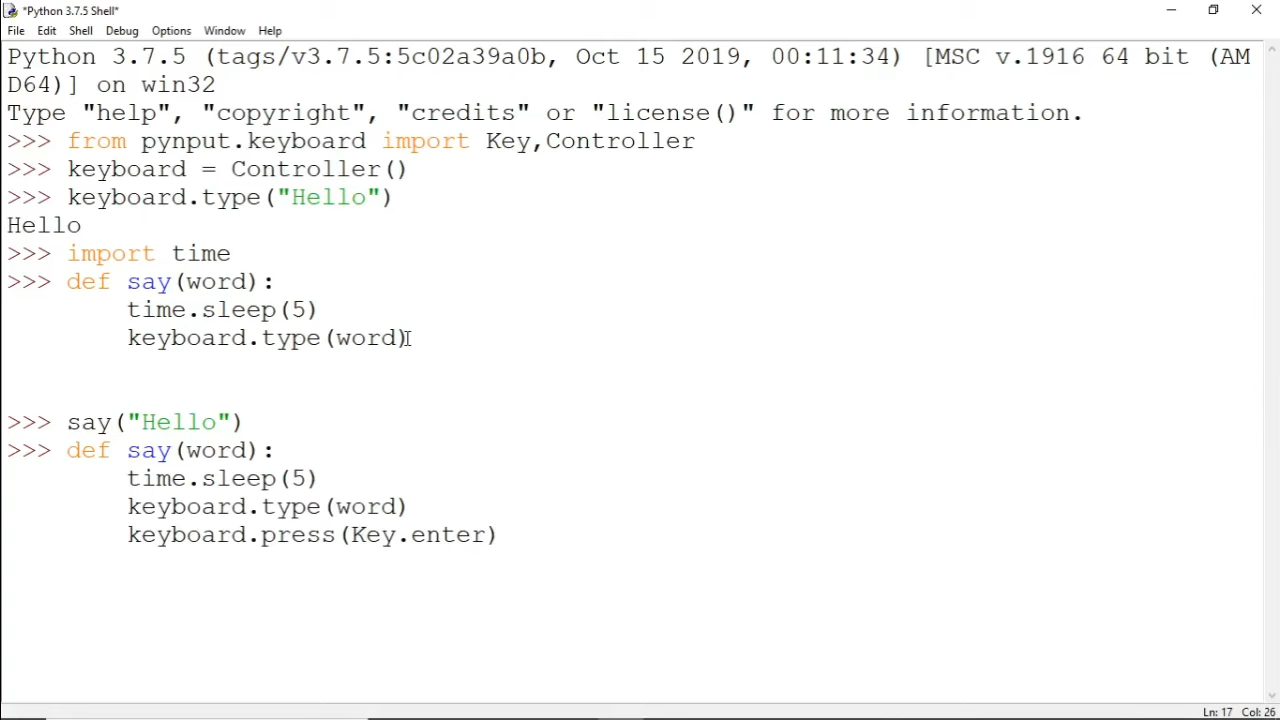 *Python 3.7.5 Shell*
File Edit Shell Debug Options Window Help
Python 3.7.5 (tags/v3.7.5:5c02a39a0b, Oct 15 2019, 00:11:34) [MSC v.1916 64 bit (AM
D64)] on win32
Type "help", "copyright", "credits" or "license()" for more information.
>>> from pynput.keyboard import Key,Controller
>>> keyboard = Controller()
>>> keyboard.type("Hello")
Hello
>>> import time
>>> def say(word):
        time.sleep(5)
        keyboard.type(word)
>>> say("Hello")
>>> def say(word):
        time.sleep(5)
        keyboard.type(word)
        keyboard.press(Key.enter)
Ln: 17 Col: 26